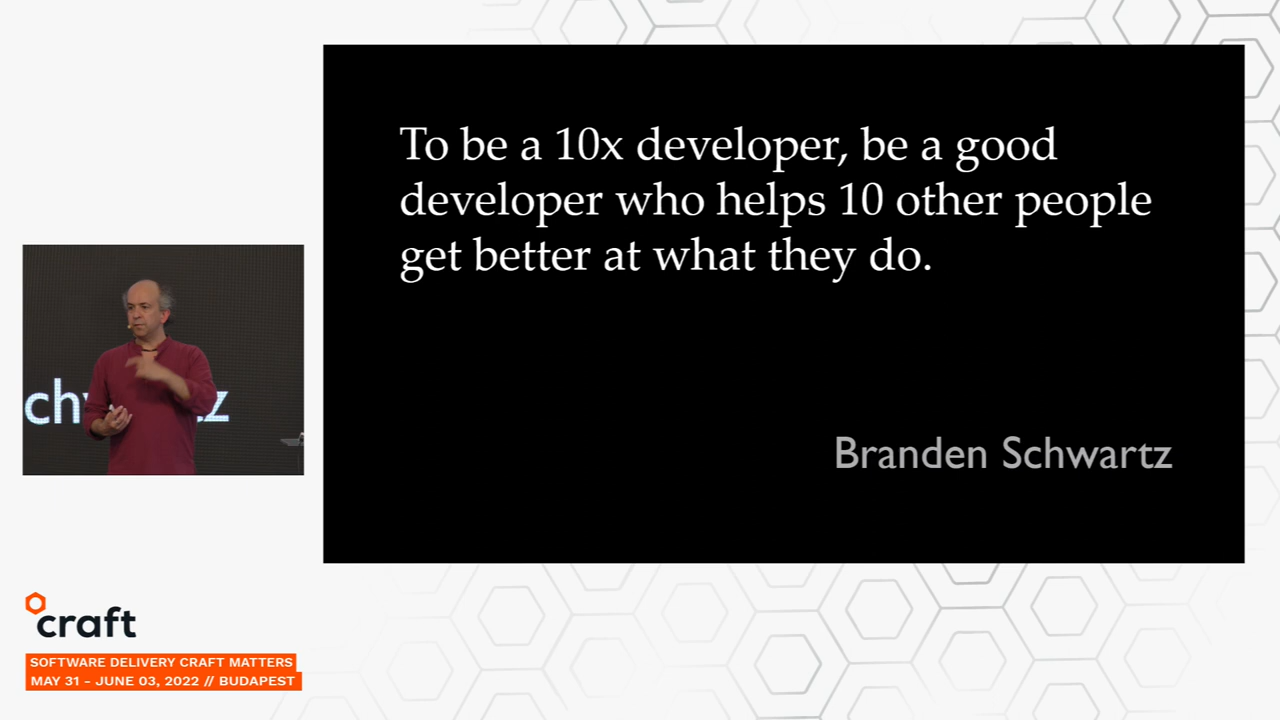 To be a 10x developer, be a good
developer who helps 10 other people
get better at what they do.
Branden Schwartz
craft
SOFTWARE DELIVERY CRAFT MATTERS
MAY 31 - JUNE 03, 2022 // BUDAPEST